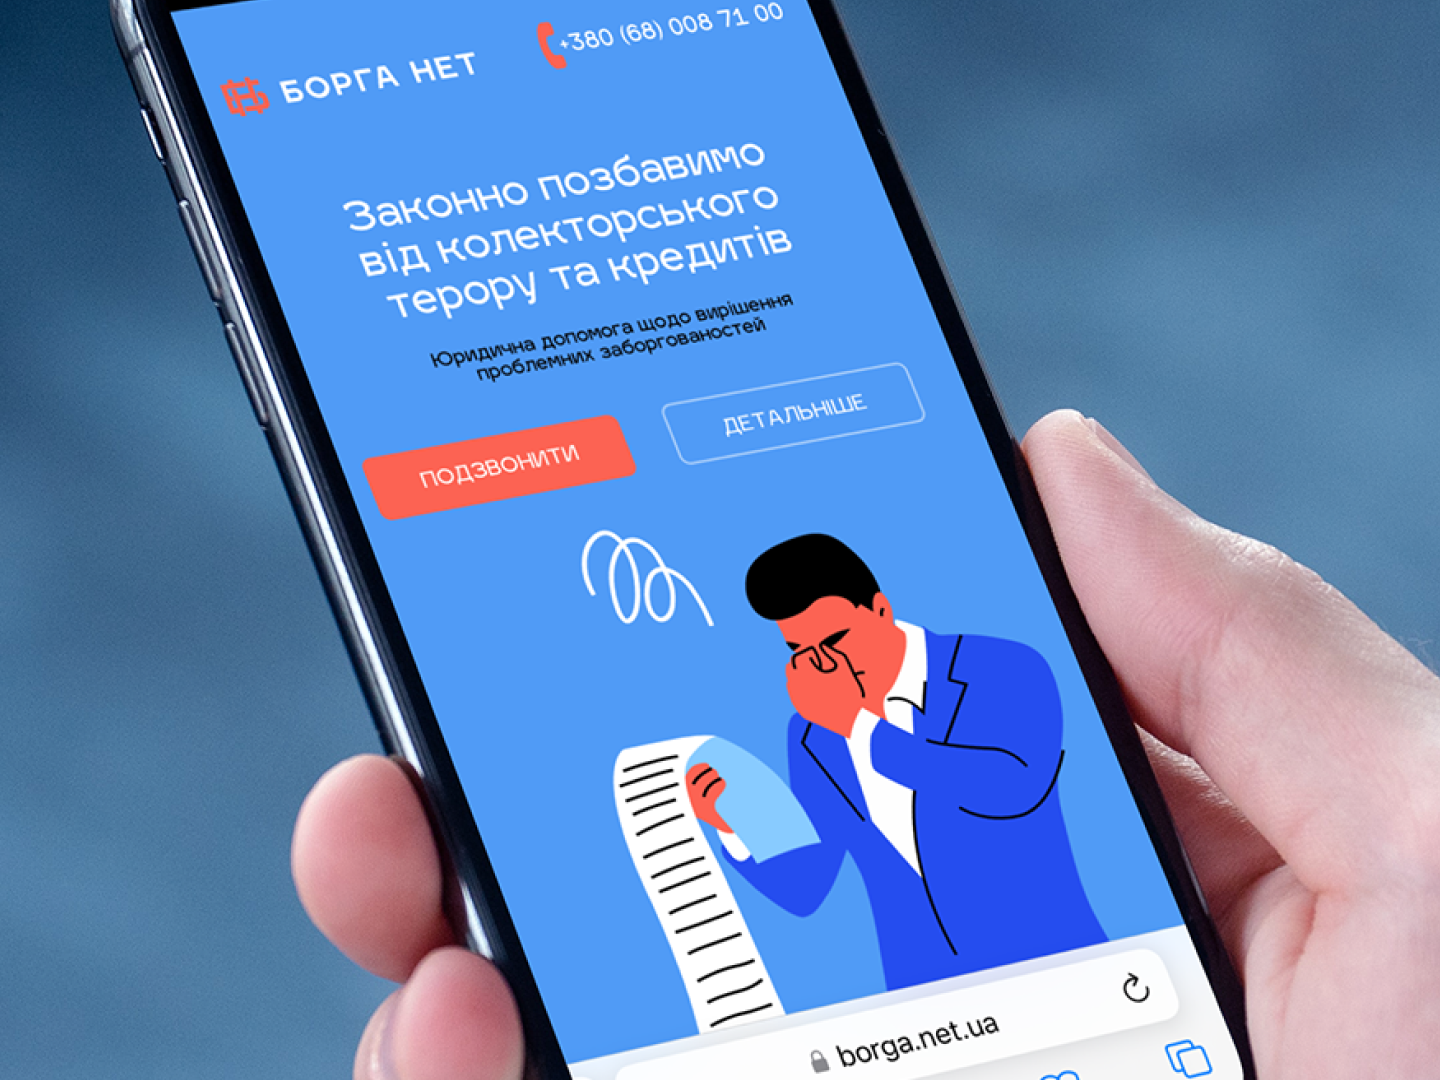 БОРГА НЕТ
+380 (68) 008 71 00
Законно позбавимо
від колекторського
терору та кредитів
Юридична допомога щодо вирішення
проблемних заборгованостей
ПОДЗВОНИТИ
ДЕТАЛЬНІШЕ
borga.net.ua